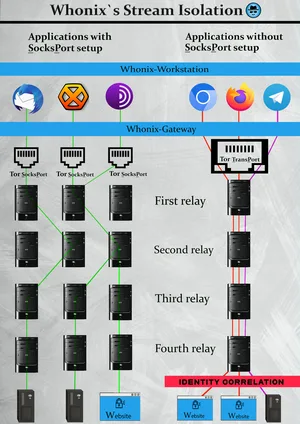 Whonix`s Stream Isolation
Applications with
SocksPort setup
Applications without
SocksPort setup
Whonix-Workstation
Whonix-Gateway
Tor SocksPort
Tor SocksPort
Tor SocksPort
Tor TransPort
First relay
Second relay
Third relay
Fourth relay
IDENTITY CORRELATION
Website
Website
Website